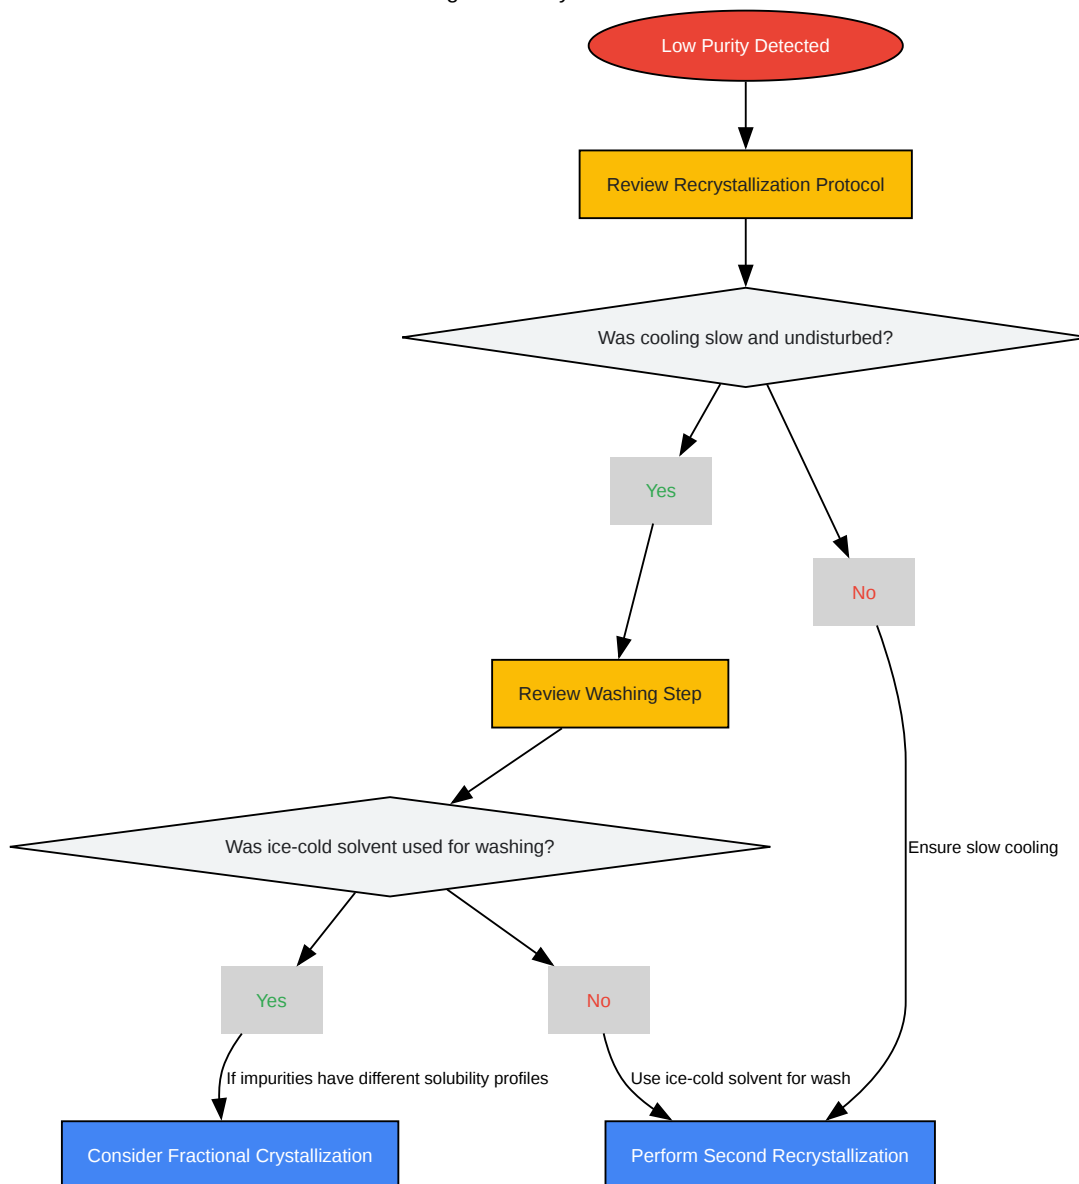 Low Purity Detected
Review Recrystallization Protocol
Was cooling slow and undisturbed?
Yes
No
Review Washing Step
Was ice-cold solvent used for washing?
Ensure slow cooling
Yes
No
If impurities have different solubility profiles
Use ice-cold solvent for wash
Consider Fractional Crystallization
Perform Second Recrystallization